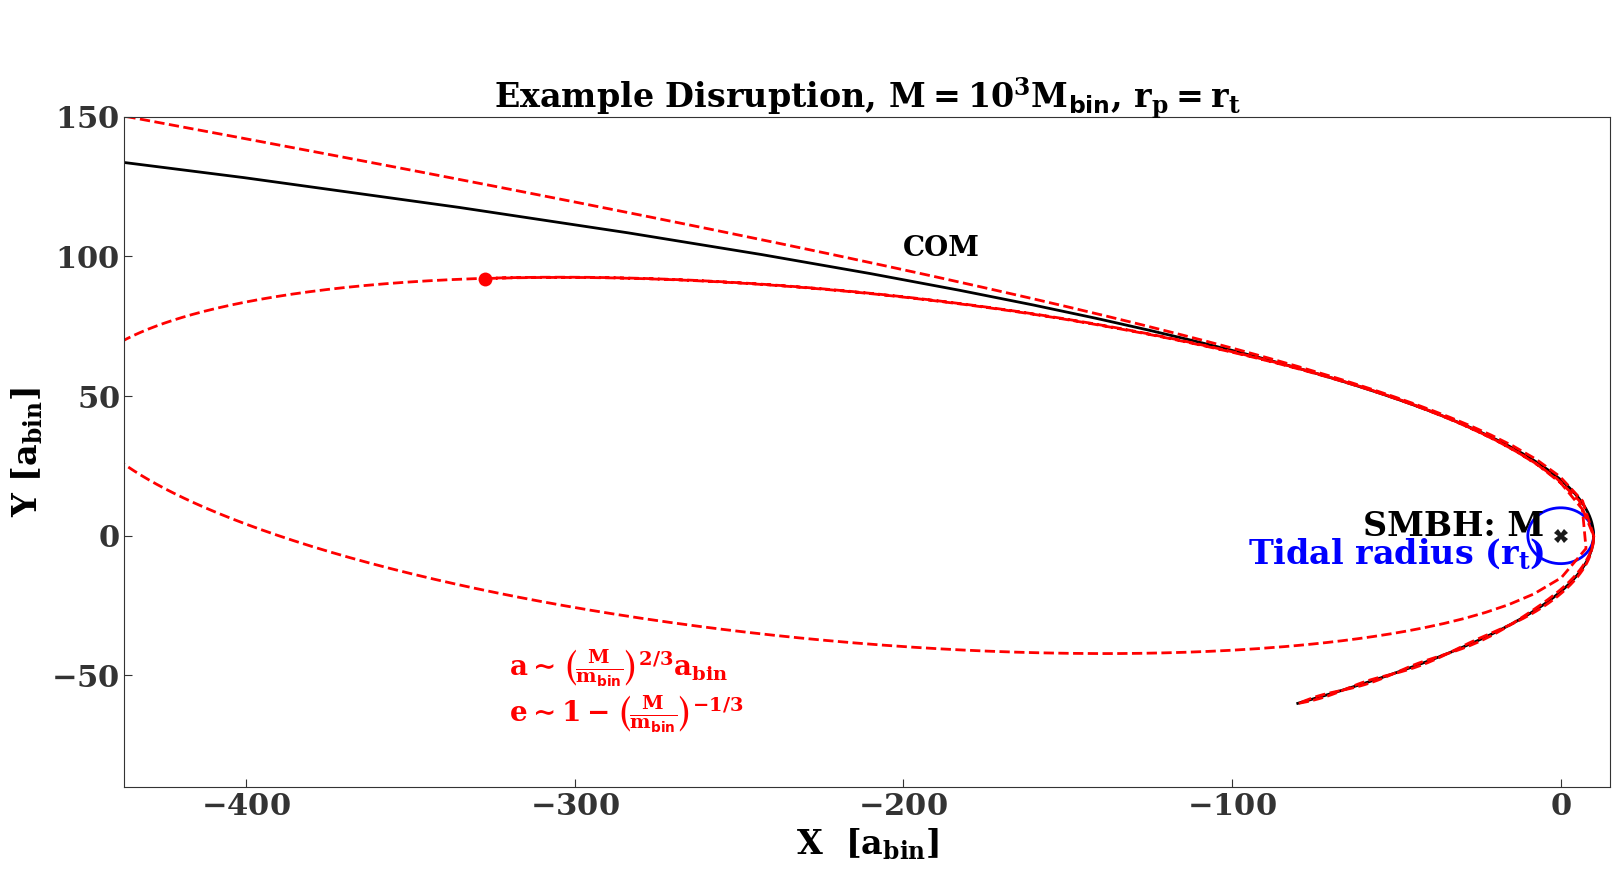 Example Disruption, M = 10³M_bin, r_p = r_t
150
100
50
0
−50
Y [a_bin]
COM
SMBH: M
Tidal radius (r_t)
a ~ (M/m_bin)^2/3 a_bin
e ~ 1 − (M/m_bin)^−1/3
−400 −300 −200 −100 0
X [a_bin]